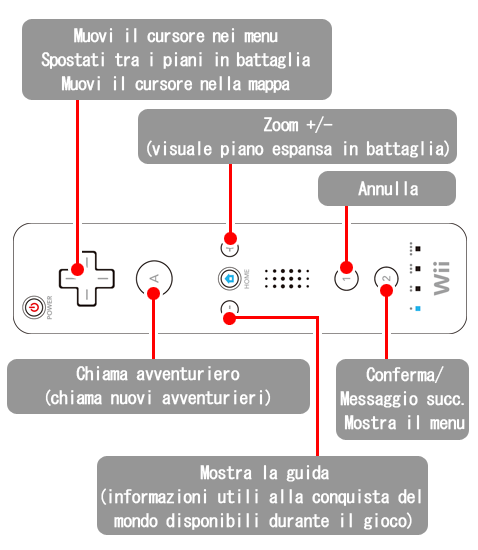 Muovi il cursore nei menu
Spostati tra i piani in battaglia
Muovi il cursore nella mappa
Zoom +/-
(visuale piano espansa in battaglia)
Annulla
POWER
A
HOME
1
2
Wii
Chiama avventuriero
(chiama nuovi avventurieri)
Conferma/
Messaggio succ.
Mostra il menu
Mostra la guida
(informazioni utili alla conquista del
mondo disponibili durante il gioco)